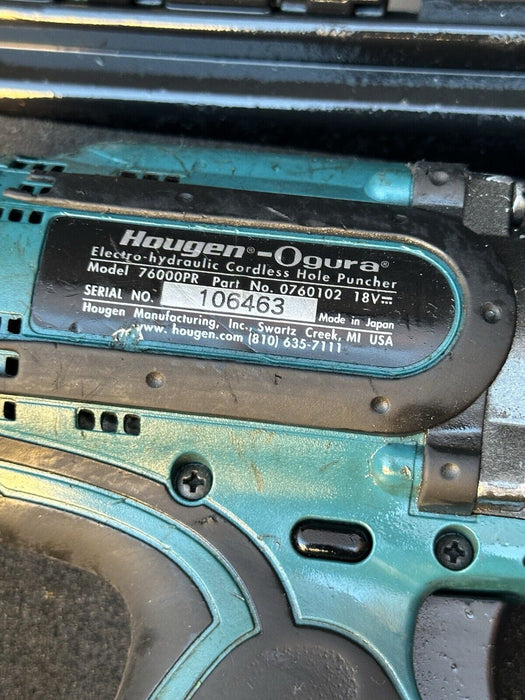 Hougen®-Ogura®
Electro-hydraulic Cordless Hole Puncher
Model 76000PR Part No. 0760102 18V⎓
SERIAL NO. 106463 Made in Japan
Hougen Manufacturing, Inc., Swartz Creek, MI USA
www. hougen.com (810) 635-7111